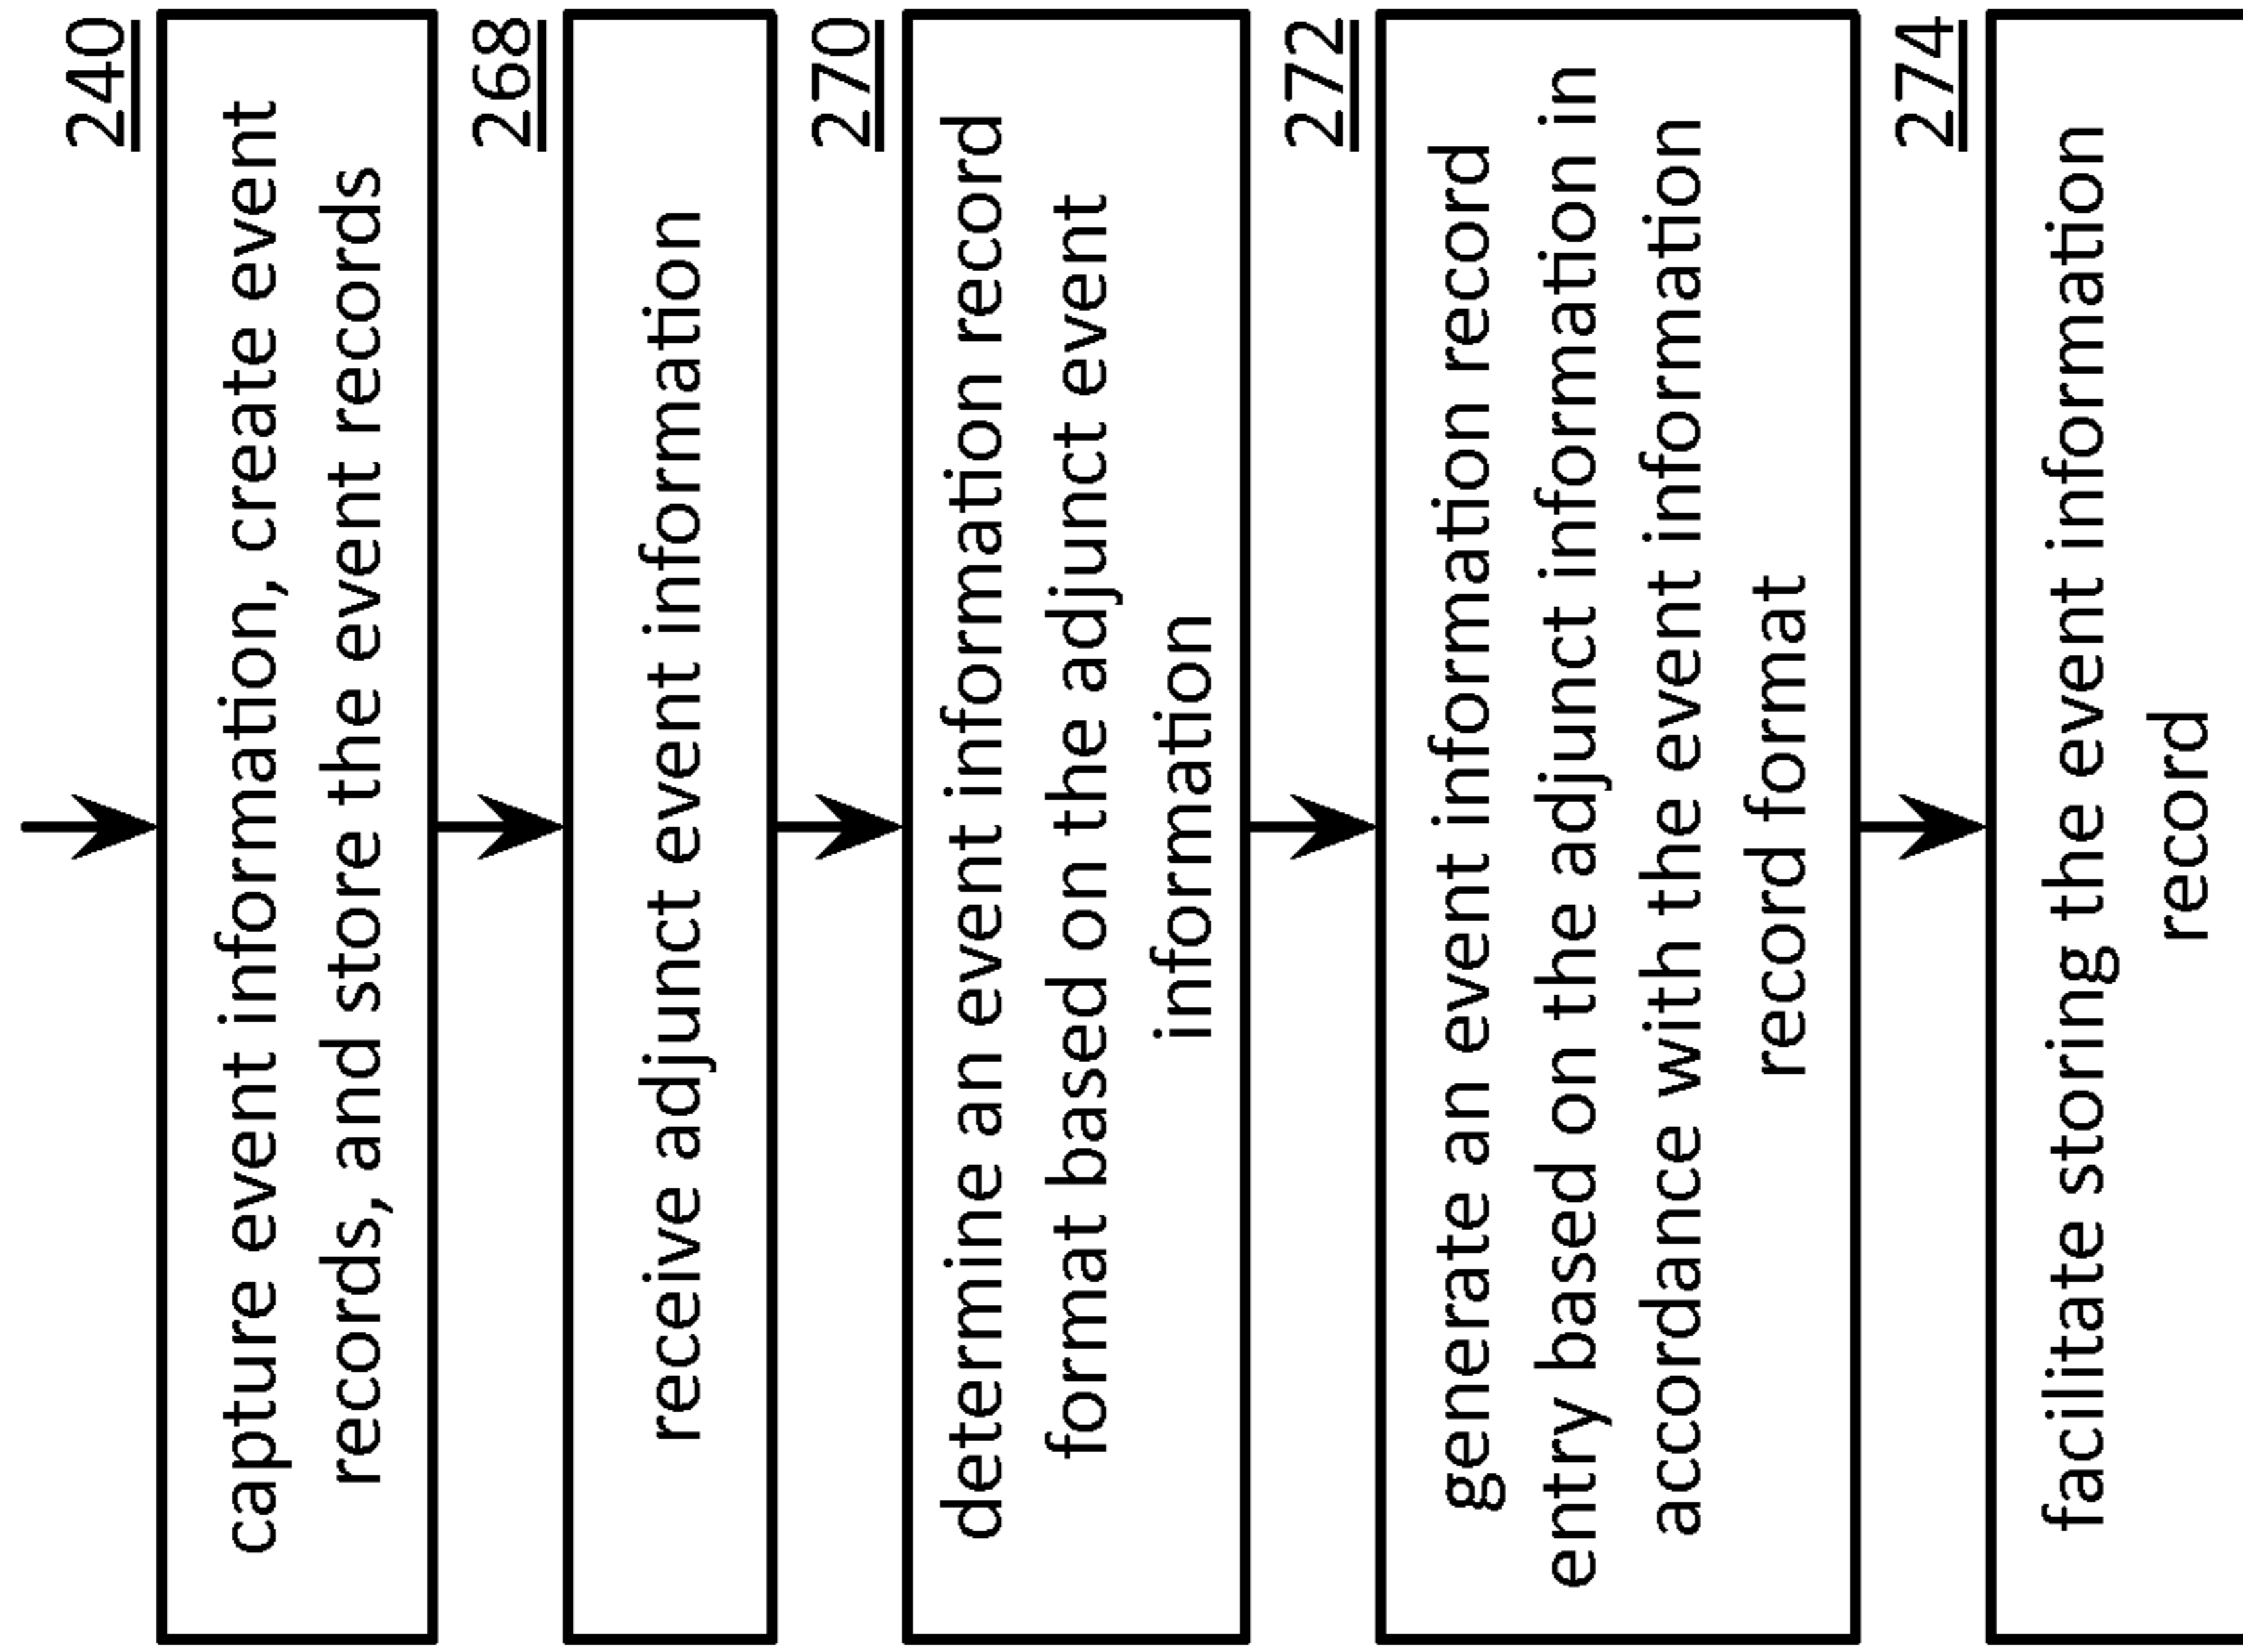 240
capture event information, create event
records, and store the event records
268
receive adjunct event information
270
determine an event information record
format based on the adjunct event
information
272
generate an event information record
entry based on the adjunct information in
accordance with the event information
record format
274
facilitate storing the event information
record